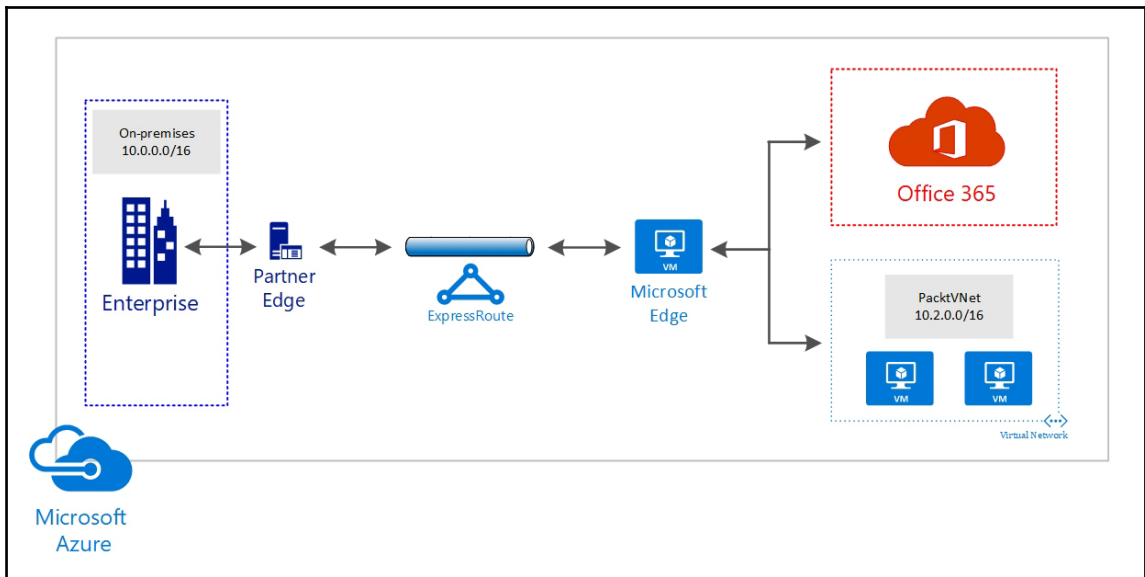 On-premises
10.0.0.0/16
Enterprise
Partner
Edge
ExpressRoute
VM
Microsoft
Edge
Office 365
PacktVNet
10.2.0.0/16
VM
VM
Virtual Network
Microsoft
Azure